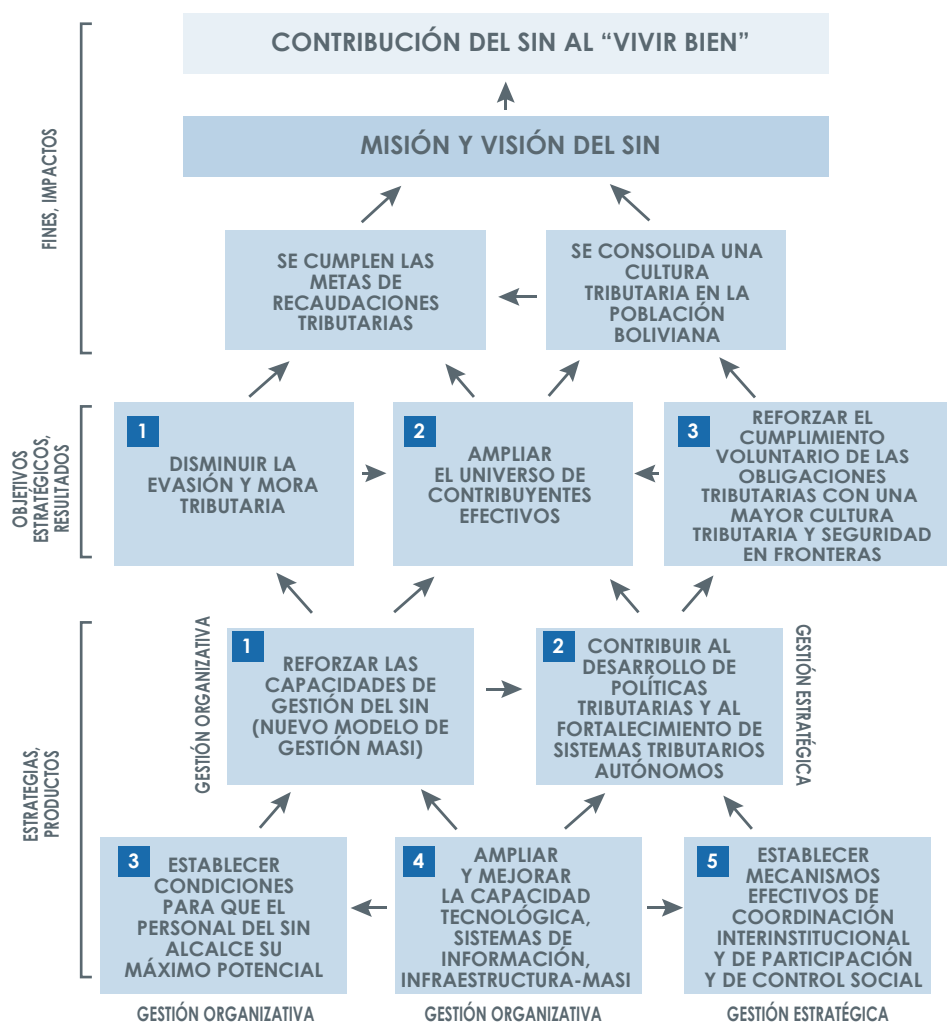 CONTRIBUCIÓN DEL SIN AL “VIVIR BIEN”
MISIÓN Y VISIÓN DEL SIN
FINES, IMPACTOS
SE CUMPLEN LAS
METAS DE
RECAUDACIONES
TRIBUTARIAS
SE CONSOLIDA UNA
CULTURA
TRIBUTARIA EN LA
POBLACIÓN
BOLIVIANA
OBJETIVOS
ESTRATÉGICOS,
RESULTADOS
1
DISMINUIR LA
EVASIÓN Y MORA
TRIBUTARIA
2
AMPLIAR
EL UNIVERSO DE
CONTRIBUYENTES
EFECTIVOS
3
REFORZAR EL
CUMPLIMIENTO
VOLUNTARIO DE LAS
OBLIGACIONES
TRIBUTARIAS CON UNA
MAYOR CULTURA
TRIBUTARIA Y SEGURIDAD
EN FRONTERAS
ESTRATEGIAS,
PRODUCTOS
GESTIÓN ORGANIZATIVA
1
REFORZAR LAS
CAPACIDADES DE
GESTIÓN DEL SIN
(NUEVO MODELO DE
GESTIÓN MASI)
2
CONTRIBUIR AL
DESARROLLO DE
POLÍTICAS
TRIBUTARIAS Y AL
FORTALECIMIENTO DE
SISTEMAS TRIBUTARIOS
AUTÓNOMOS
GESTIÓN ESTRATÉGICA
3
ESTABLECER
CONDICIONES
PARA QUE EL
PERSONAL DEL SIN
ALCALCE SU
MÁXIMO POTENCIAL
4
AMPLIAR
Y MEJORAR
LA CAPACIDAD
TECNOLÓGICA,
SISTEMAS DE
INFORMACIÓN,
INFRAESTRUCTURA-MASI
5
ESTABLECER
MECANISMOS
EFECTIVOS DE
COORDINACIÓN
INTERINSTITUCIONAL
Y DE PARTICIPACIÓN
Y DE CONTROL SOCIAL
GESTIÓN ORGANIZATIVA
GESTIÓN ORGANIZATIVA
GESTIÓN ESTRATÉGICA